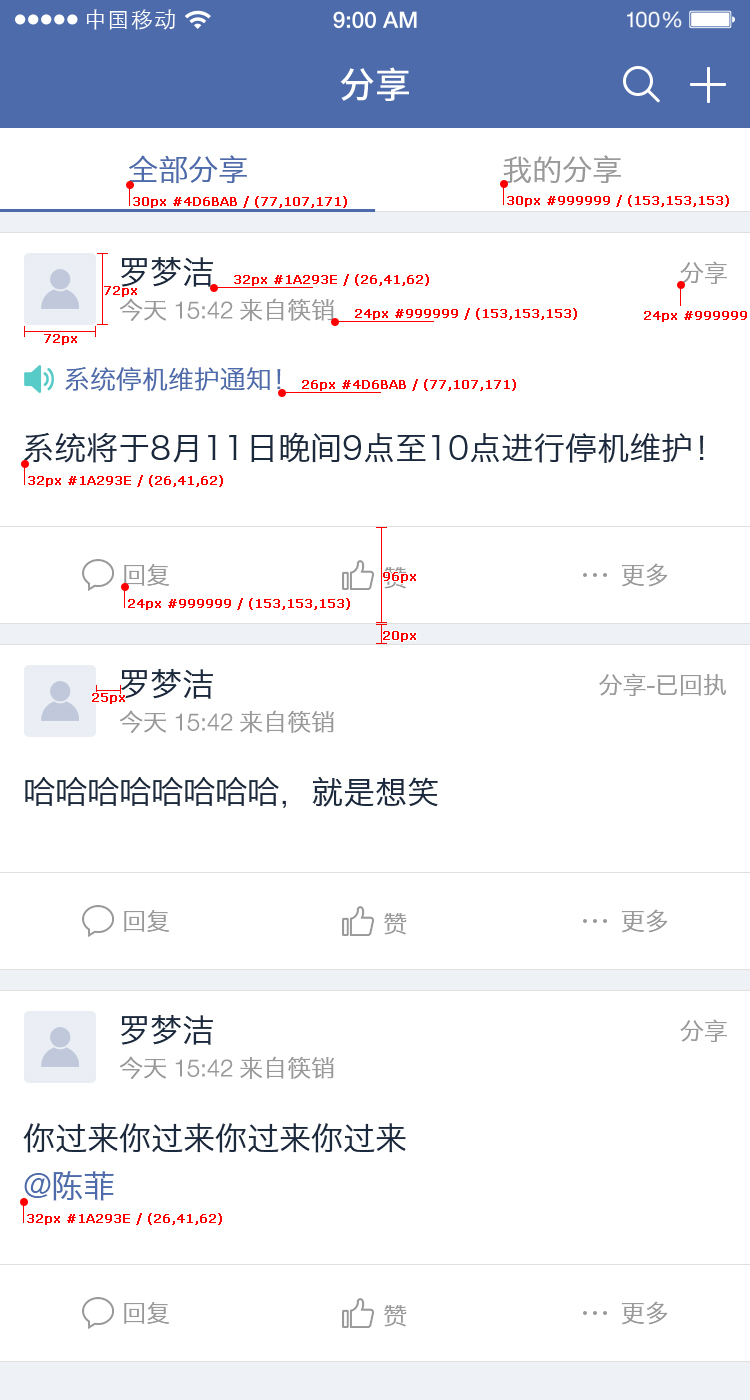 中国移动 9:00 AM 100%
分享
全部分享 我的分享
30px #4D6BAB / (77,107,171) 30px #999999 / (153,153,153)
罗梦洁 32px #1A293E / (26,41,62) 分享
72px
今天 15:42 来自筷销 24px #999999 / (153,153,153) 24px #999999
72px
系统停机维护通知! 26px #4D6BAB / (77,107,171)
系统将于8月11日晚间9点至10点进行停机维护!
32px #1A293E / (26,41,62)
回复 赞 96px ··· 更多
24px #999999 / (153,153,153)
20px
罗梦洁 分享-已回执
25px
今天 15:42 来自筷销
哈哈哈哈哈哈哈哈，就是想笑
回复 赞 ··· 更多
罗梦洁 分享
今天 15:42 来自筷销
你过来你过来你过来你过来
@陈菲
32px #1A293E / (26,41,62)
回复 赞 ··· 更多